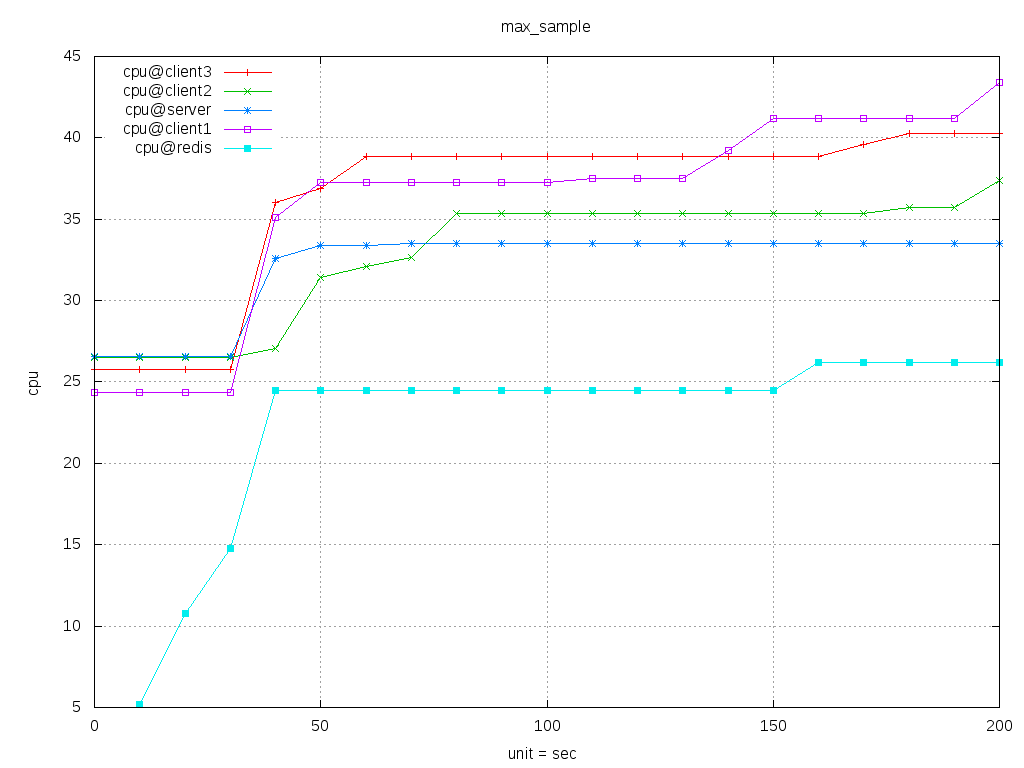 max_sample
45
40
35
30
25
20
15
10
5
cpu
cpu@client3
cpu@client2
cpu@server
cpu@client1
cpu@redis
0 50 100 150 200
unit = sec